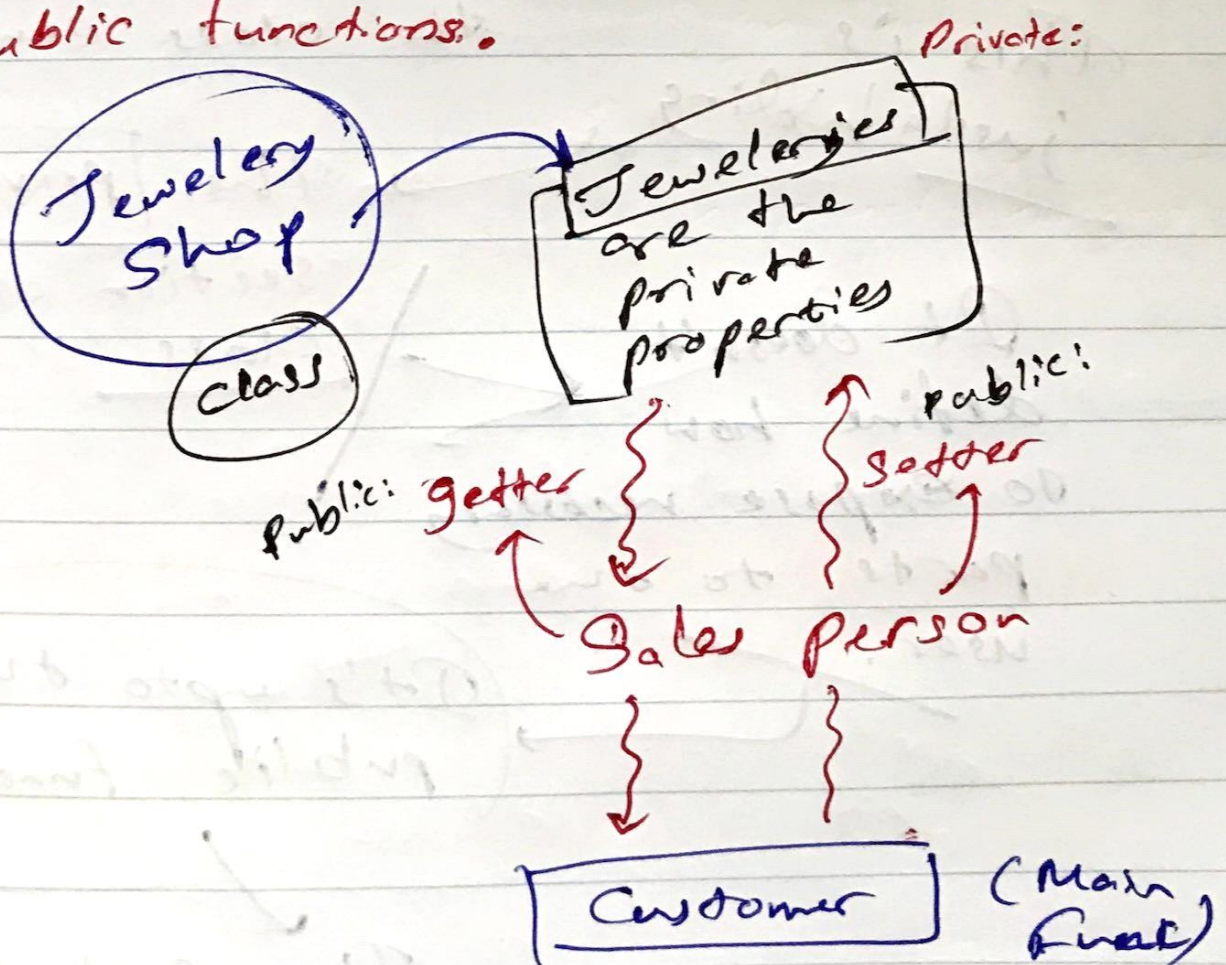 ublic functions.
Private:
Jewelery
Shop
class
Jeweleryies
are the
private
properties
public:
Setter
Public: getter
Sales Person
Customer
(Main
Funct)